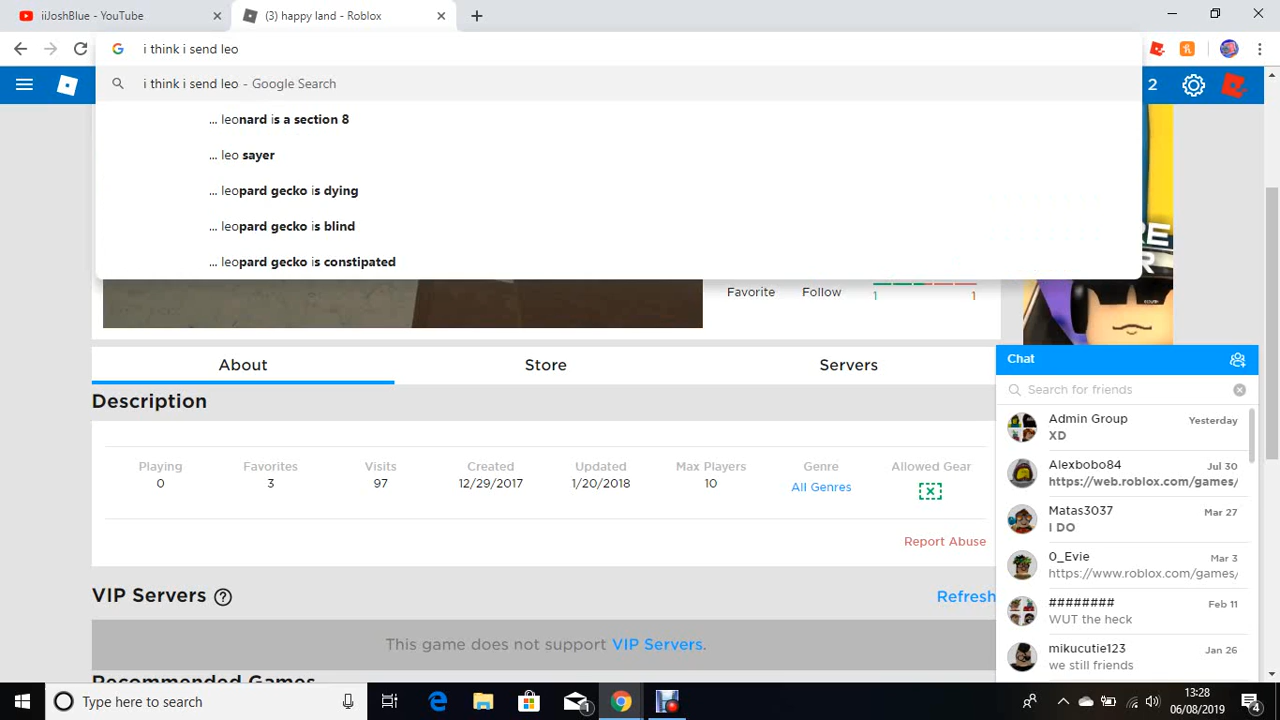 iiJoshBlue - YouTube
(3) happy land - Roblox
i think i send leo
i think i send leo - Google Search
... leonard is a section 8
... leo sayer
... leopard gecko is dying
... leopard gecko is blind
... leopard gecko is constipated
2
Favorite Follow 1 1
About Store Servers
Description
Playing Favorites Visits Created Updated Max Players Genre Allowed Gear
0 3 97 12/29/2017 1/20/2018 10 All Genres
Report Abuse
VIP Servers
Refresh
This game does not support VIP Servers.
Recommended Games
Chat
Search for friends
Admin Group Yesterday
XD
Alexbobo84 Jul 30
https://web.roblox.com/games/
Matas3037 Mar 27
I DO
0_Evie Mar 3
https://www.roblox.com/games/
######## Feb 11
WUT the heck
mikucutie123 Jan 26
we still friends
Type here to search
1
13:28
06/08/2019
4